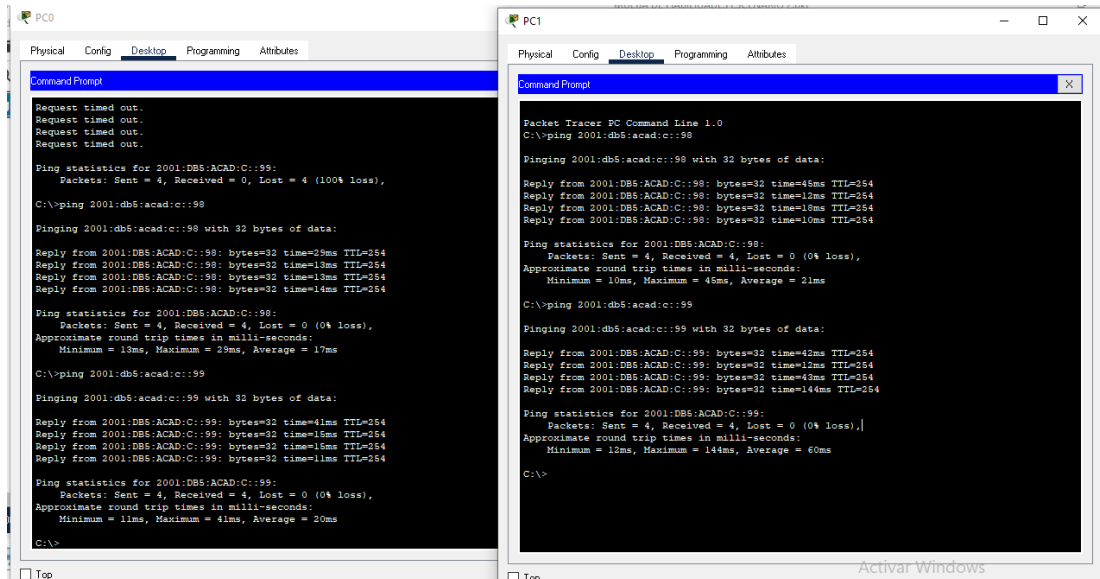 PC0
Physical Config Desktop Programming Attributes
Command Prompt
Request timed out.
Request timed out.
Request timed out.
Request timed out.
Ping statistics for 2001:DB5:ACAD:C::99:
Packets: Sent = 4, Received = 0, Lost = 4 (100% loss),
C:\>ping 2001:db5:acad:c::98
Pinging 2001:db5:acad:c::98 with 32 bytes of data:
Reply from 2001:DB5:ACAD:C::98: bytes=32 time=29ms TTL=254
Reply from 2001:DB5:ACAD:C::98: bytes=32 time=13ms TTL=254
Reply from 2001:DB5:ACAD:C::98: bytes=32 time=13ms TTL=254
Reply from 2001:DB5:ACAD:C::98: bytes=32 time=14ms TTL=254
Ping statistics for 2001:DB5:ACAD:C::98:
Packets: Sent = 4, Received = 4, Lost = 0 (0% loss),
Approximate round trip times in milli-seconds:
Minimum = 13ms, Maximum = 29ms, Average = 17ms
C:\>ping 2001:db5:acad:c::99
Pinging 2001:db5:acad:c::99 with 32 bytes of data:
Reply from 2001:DB5:ACAD:C::99: bytes=32 time=41ms TTL=254
Reply from 2001:DB5:ACAD:C::99: bytes=32 time=15ms TTL=254
Reply from 2001:DB5:ACAD:C::99: bytes=32 time=15ms TTL=254
Reply from 2001:DB5:ACAD:C::99: bytes=32 time=11ms TTL=254
Ping statistics for 2001:DB5:ACAD:C::99:
Packets: Sent = 4, Received = 4, Lost = 0 (0% loss),
Approximate round trip times in milli-seconds:
Minimum = 11ms, Maximum = 41ms, Average = 20ms
C:\>
Top
PC1
Physical Config Desktop Programming Attributes
Command Prompt
X
Packet Tracer PC Command Line 1.0
C:\>ping 2001:db5:acad:c::98
Pinging 2001:db5:acad:c::98 with 32 bytes of data:
Reply from 2001:DB5:ACAD:C::98: bytes=32 time=45ms TTL=254
Reply from 2001:DB5:ACAD:C::98: bytes=32 time=12ms TTL=254
Reply from 2001:DB5:ACAD:C::98: bytes=32 time=18ms TTL=254
Reply from 2001:DB5:ACAD:C::98: bytes=32 time=10ms TTL=254
Ping statistics for 2001:DB5:ACAD:C::98:
Packets: Sent = 4, Received = 4, Lost = 0 (0% loss),
Approximate round trip times in milli-seconds:
Minimum = 10ms, Maximum = 45ms, Average = 21ms
C:\>ping 2001:db5:acad:c::99
Pinging 2001:db5:acad:c::99 with 32 bytes of data:
Reply from 2001:DB5:ACAD:C::99: bytes=32 time=42ms TTL=254
Reply from 2001:DB5:ACAD:C::99: bytes=32 time=12ms TTL=254
Reply from 2001:DB5:ACAD:C::99: bytes=32 time=43ms TTL=254
Reply from 2001:DB5:ACAD:C::99: bytes=32 time=144ms TTL=254
Ping statistics for 2001:DB5:ACAD:C::99:
Packets: Sent = 4, Received = 4, Lost = 0 (0% loss),
Approximate round trip times in milli-seconds:
Minimum = 12ms, Maximum = 144ms, Average = 60ms
C:\>
Top
Activar Windows